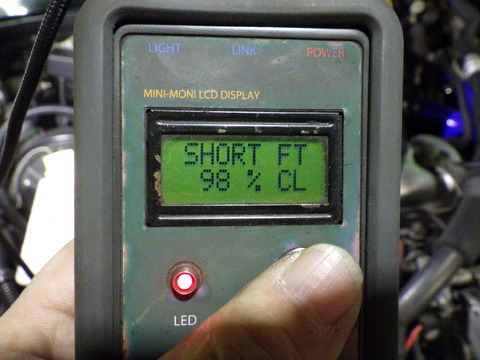 LIGHT LINK POWER
MINI-MONI LCD DISPLAY
SHORT FT
98 % CL
LED